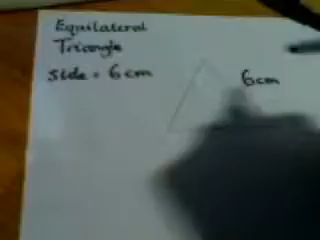 Equilateral
Triangle
side = 6cm
6cm